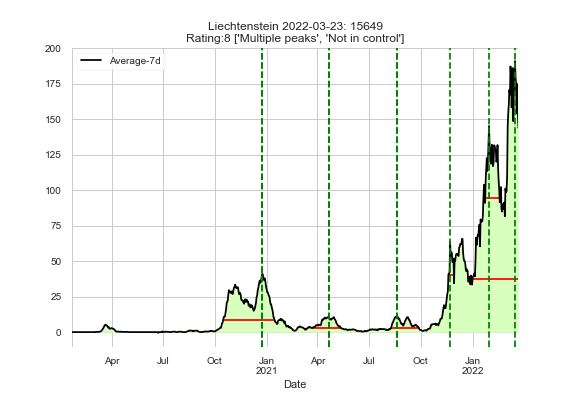 Liechtenstein 2022-03-23: 15649
Rating:8 ['Multiple peaks', 'Not in control']
Average-7d
200
175
150
125
100
75
50
25
0
Apr Jul Oct Jan Apr Jul Oct Jan
2021 2022
Date